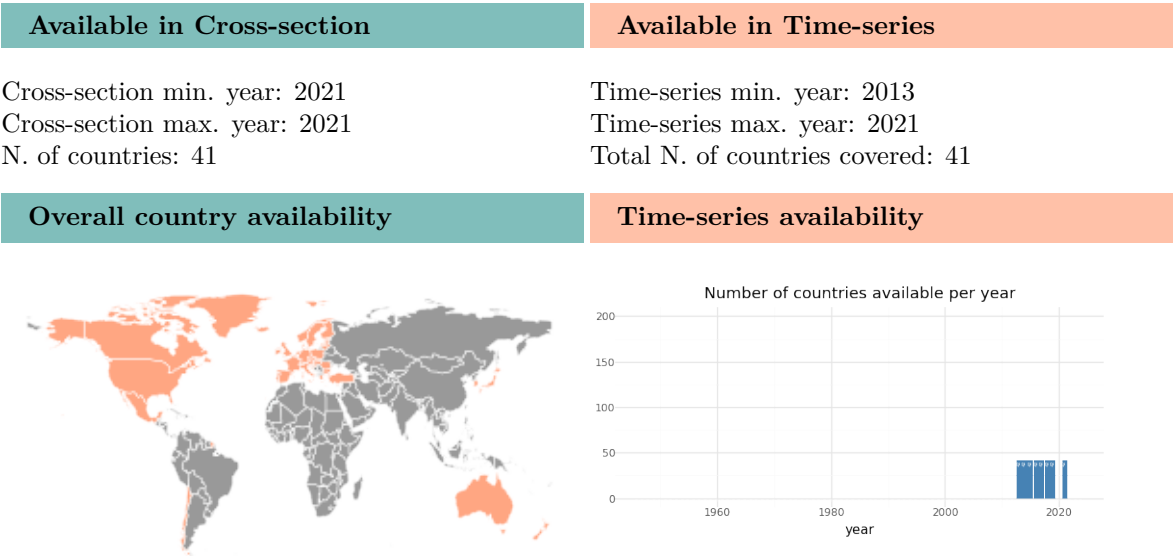 Available in Cross-section
Available in Time-series
Cross-section min. year: 2021
Cross-section max. year: 2021
N. of countries: 41
Time-series min. year: 2013
Time-series max. year: 2021
Total N. of countries covered: 41
Overall country availability
Time-series availability
Number of countries available per year
200
150
100
50
0
1960
1980
2000
2020
year